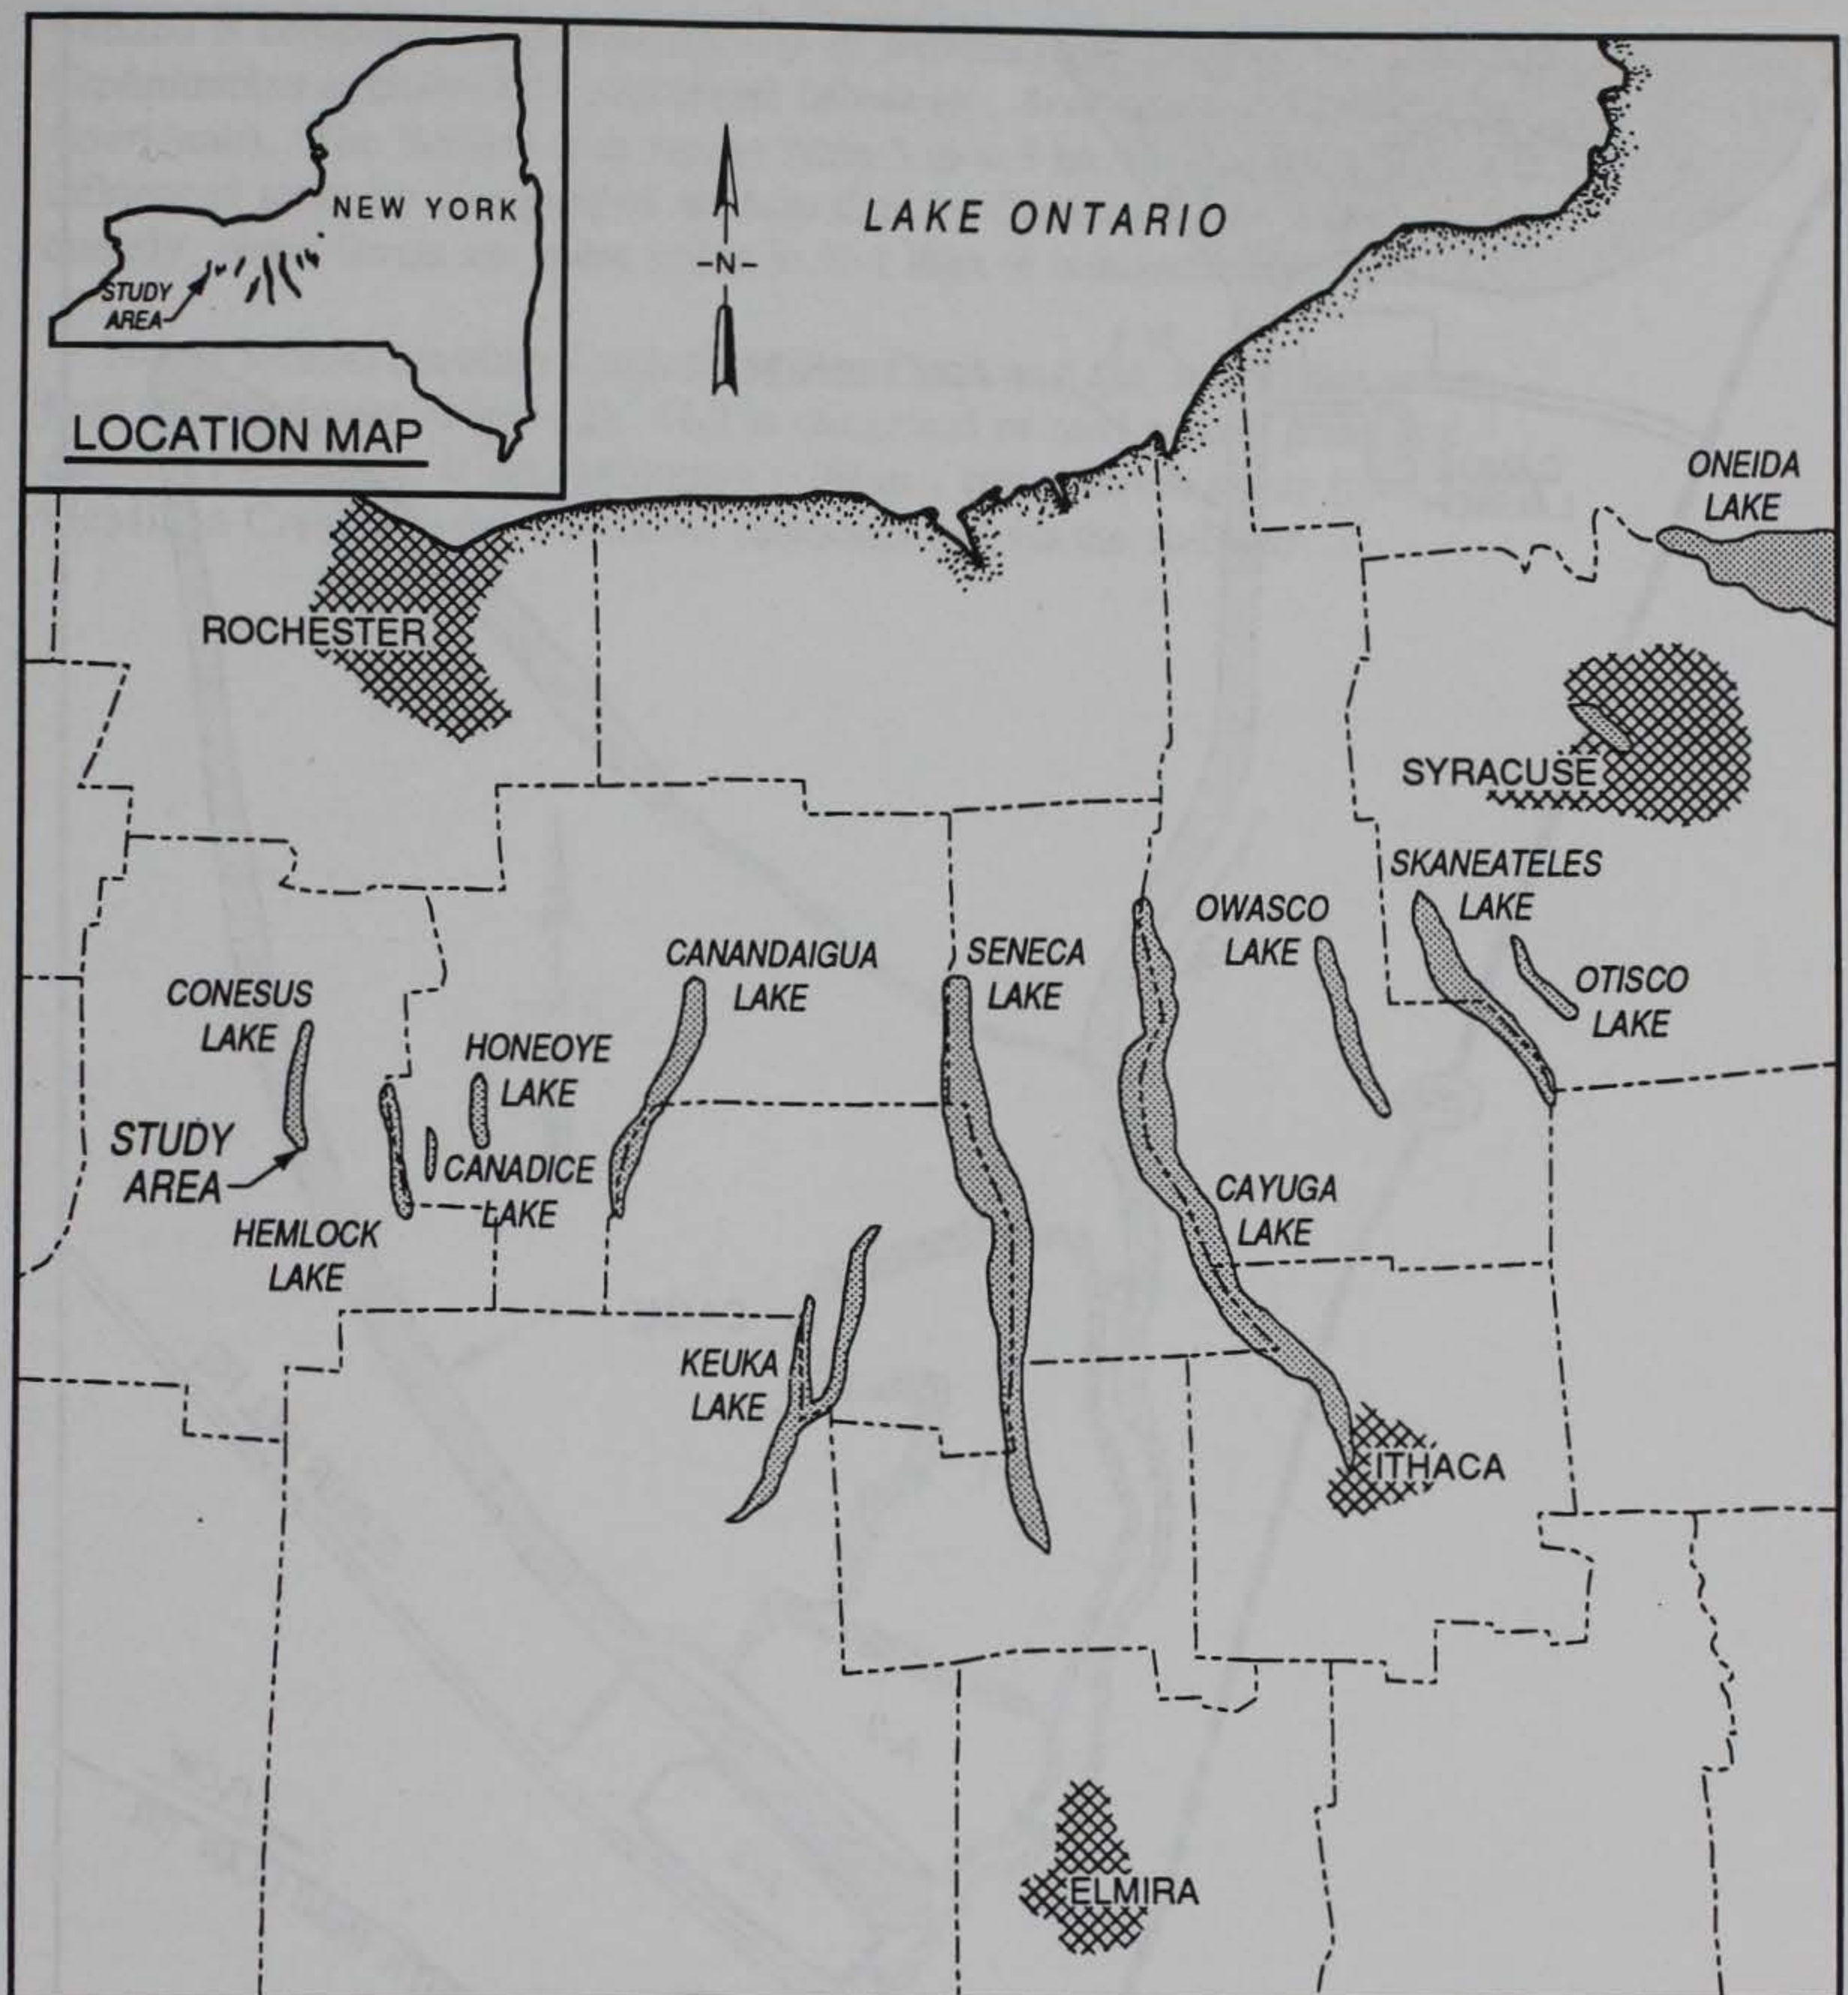 NEW YORK
STUDY
AREA
LOCATION MAP
-N-
LAKE ONTARIO
ONEIDA
LAKE
ROCHESTER
SYRACUSE
SKANEATELES
LAKE
OWASCO
LAKE
OTISCO
LAKE
CANANDAIGUA
LAKE
SENECA
LAKE
CONESUS
LAKE
HONEOYE
LAKE
STUDY
AREA
CANADICE
LAKE
HEMLOCK
LAKE
CAYUGA
LAKE
KEUKA
LAKE
ITHACA
ELMIRA